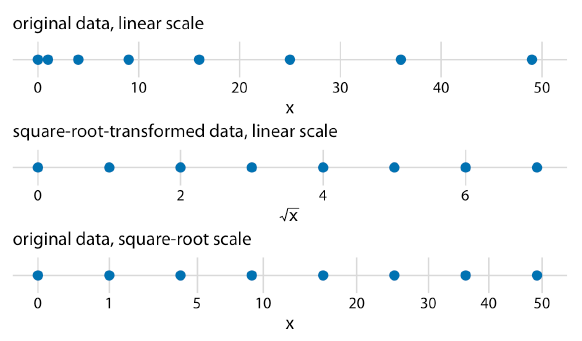 original data, linear scale
0 10 20 30 40 50
x
square-root-transformed data, linear scale
0 2 4 6
√x
original data, square-root scale
0 1 5 10 20 30 40 50
x